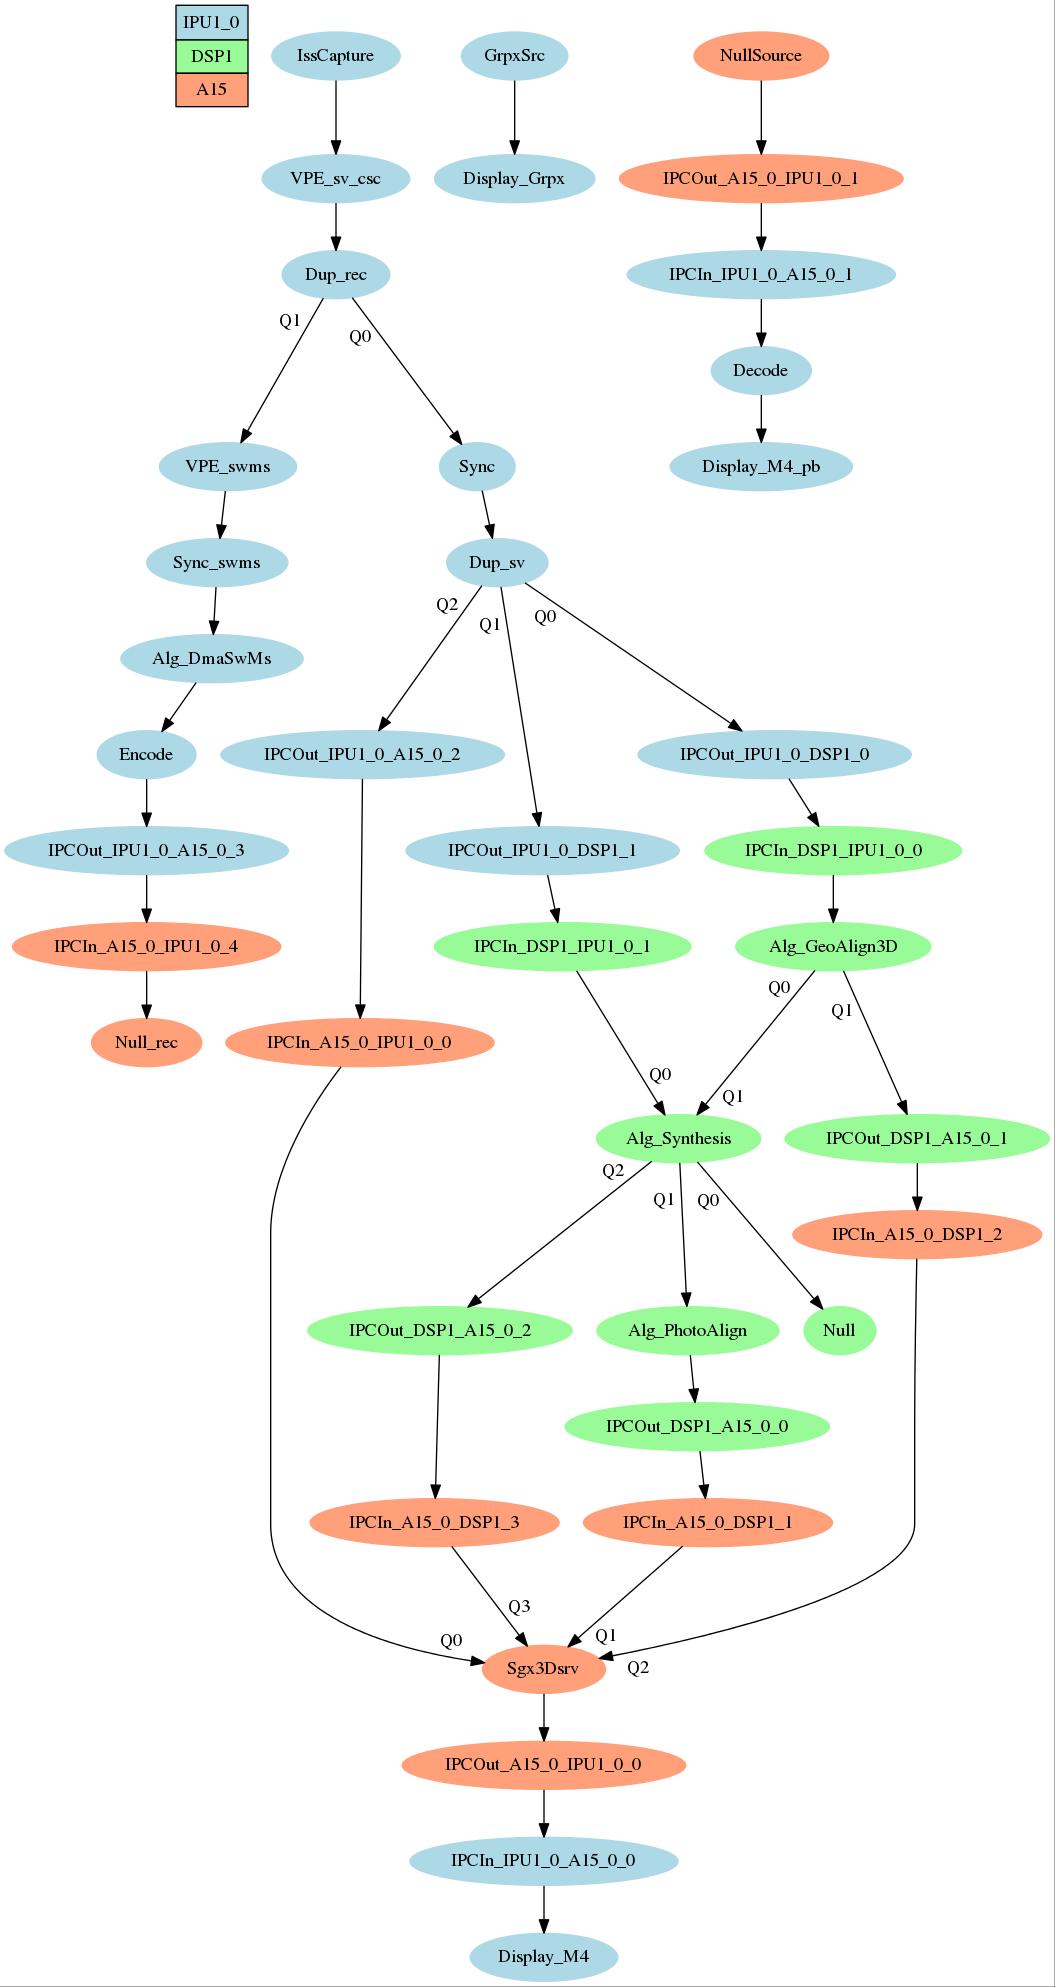 IPU1_0
DSP1
A15
IssCapture
GrpxSrc
NullSource
VPE_sv_csc
Display_Grpx
IPCOut_A15_0_IPU1_0_1
Dup_rec
IPCIn_IPU1_0_A15_0_1
Q1
Q0
Decode
VPE_swms
Sync
Display_M4_pb
Sync_swms
Dup_sv
Q2
Q1
Q0
Alg_DmaSwMs
Encode
IPCOut_IPU1_0_A15_0_2
IPCOut_IPU1_0_DSP1_0
IPCOut_IPU1_0_A15_0_3
IPCOut_IPU1_0_DSP1_1
IPCIn_DSP1_IPU1_0_0
IPCIn_A15_0_IPU1_0_4
IPCIn_DSP1_IPU1_0_1
Alg_GeoAlign3D
Q0
Q1
Null_rec
IPCIn_A15_0_IPU1_0_0
Q0
Q1
Alg_Synthesis
IPCOut_DSP1_A15_0_1
Q2
Q1
Q0
IPCIn_A15_0_DSP1_2
IPCOut_DSP1_A15_0_2
Alg_PhotoAlign
Null
IPCOut_DSP1_A15_0_0
IPCIn_A15_0_DSP1_3
IPCIn_A15_0_DSP1_1
Q3
Q0
Q1
Q2
Sgx3Dsrv
IPCOut_A15_0_IPU1_0_0
IPCIn_IPU1_0_A15_0_0
Display_M4